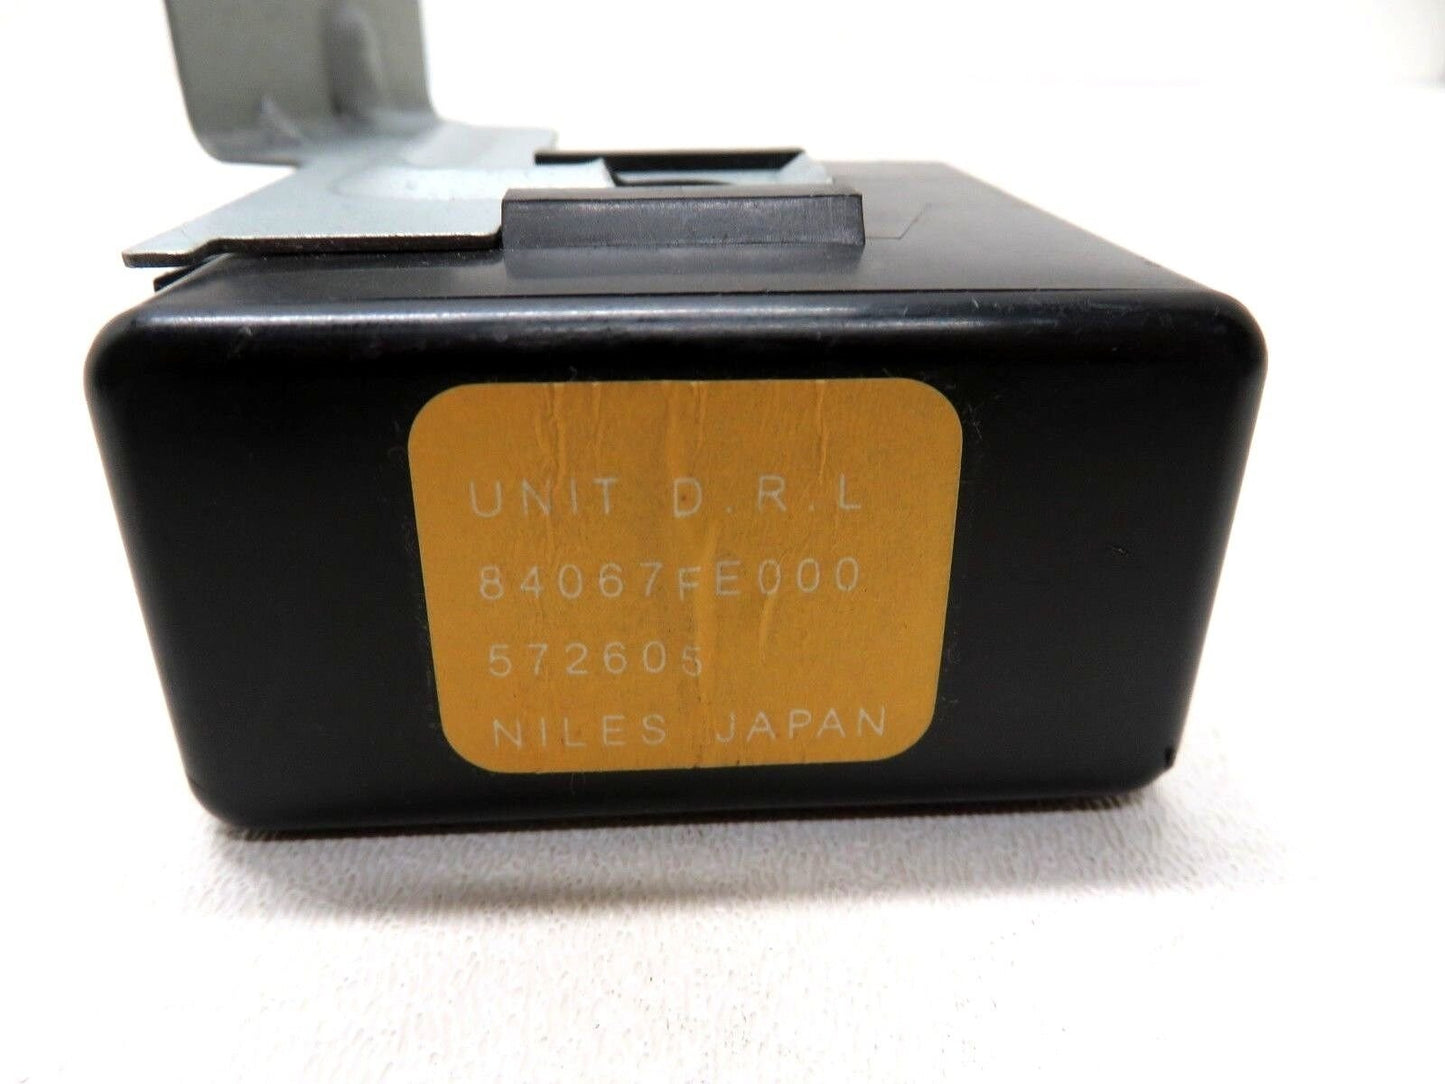 UNIT D.R.L
84067FE000
572605
NILES JAPAN